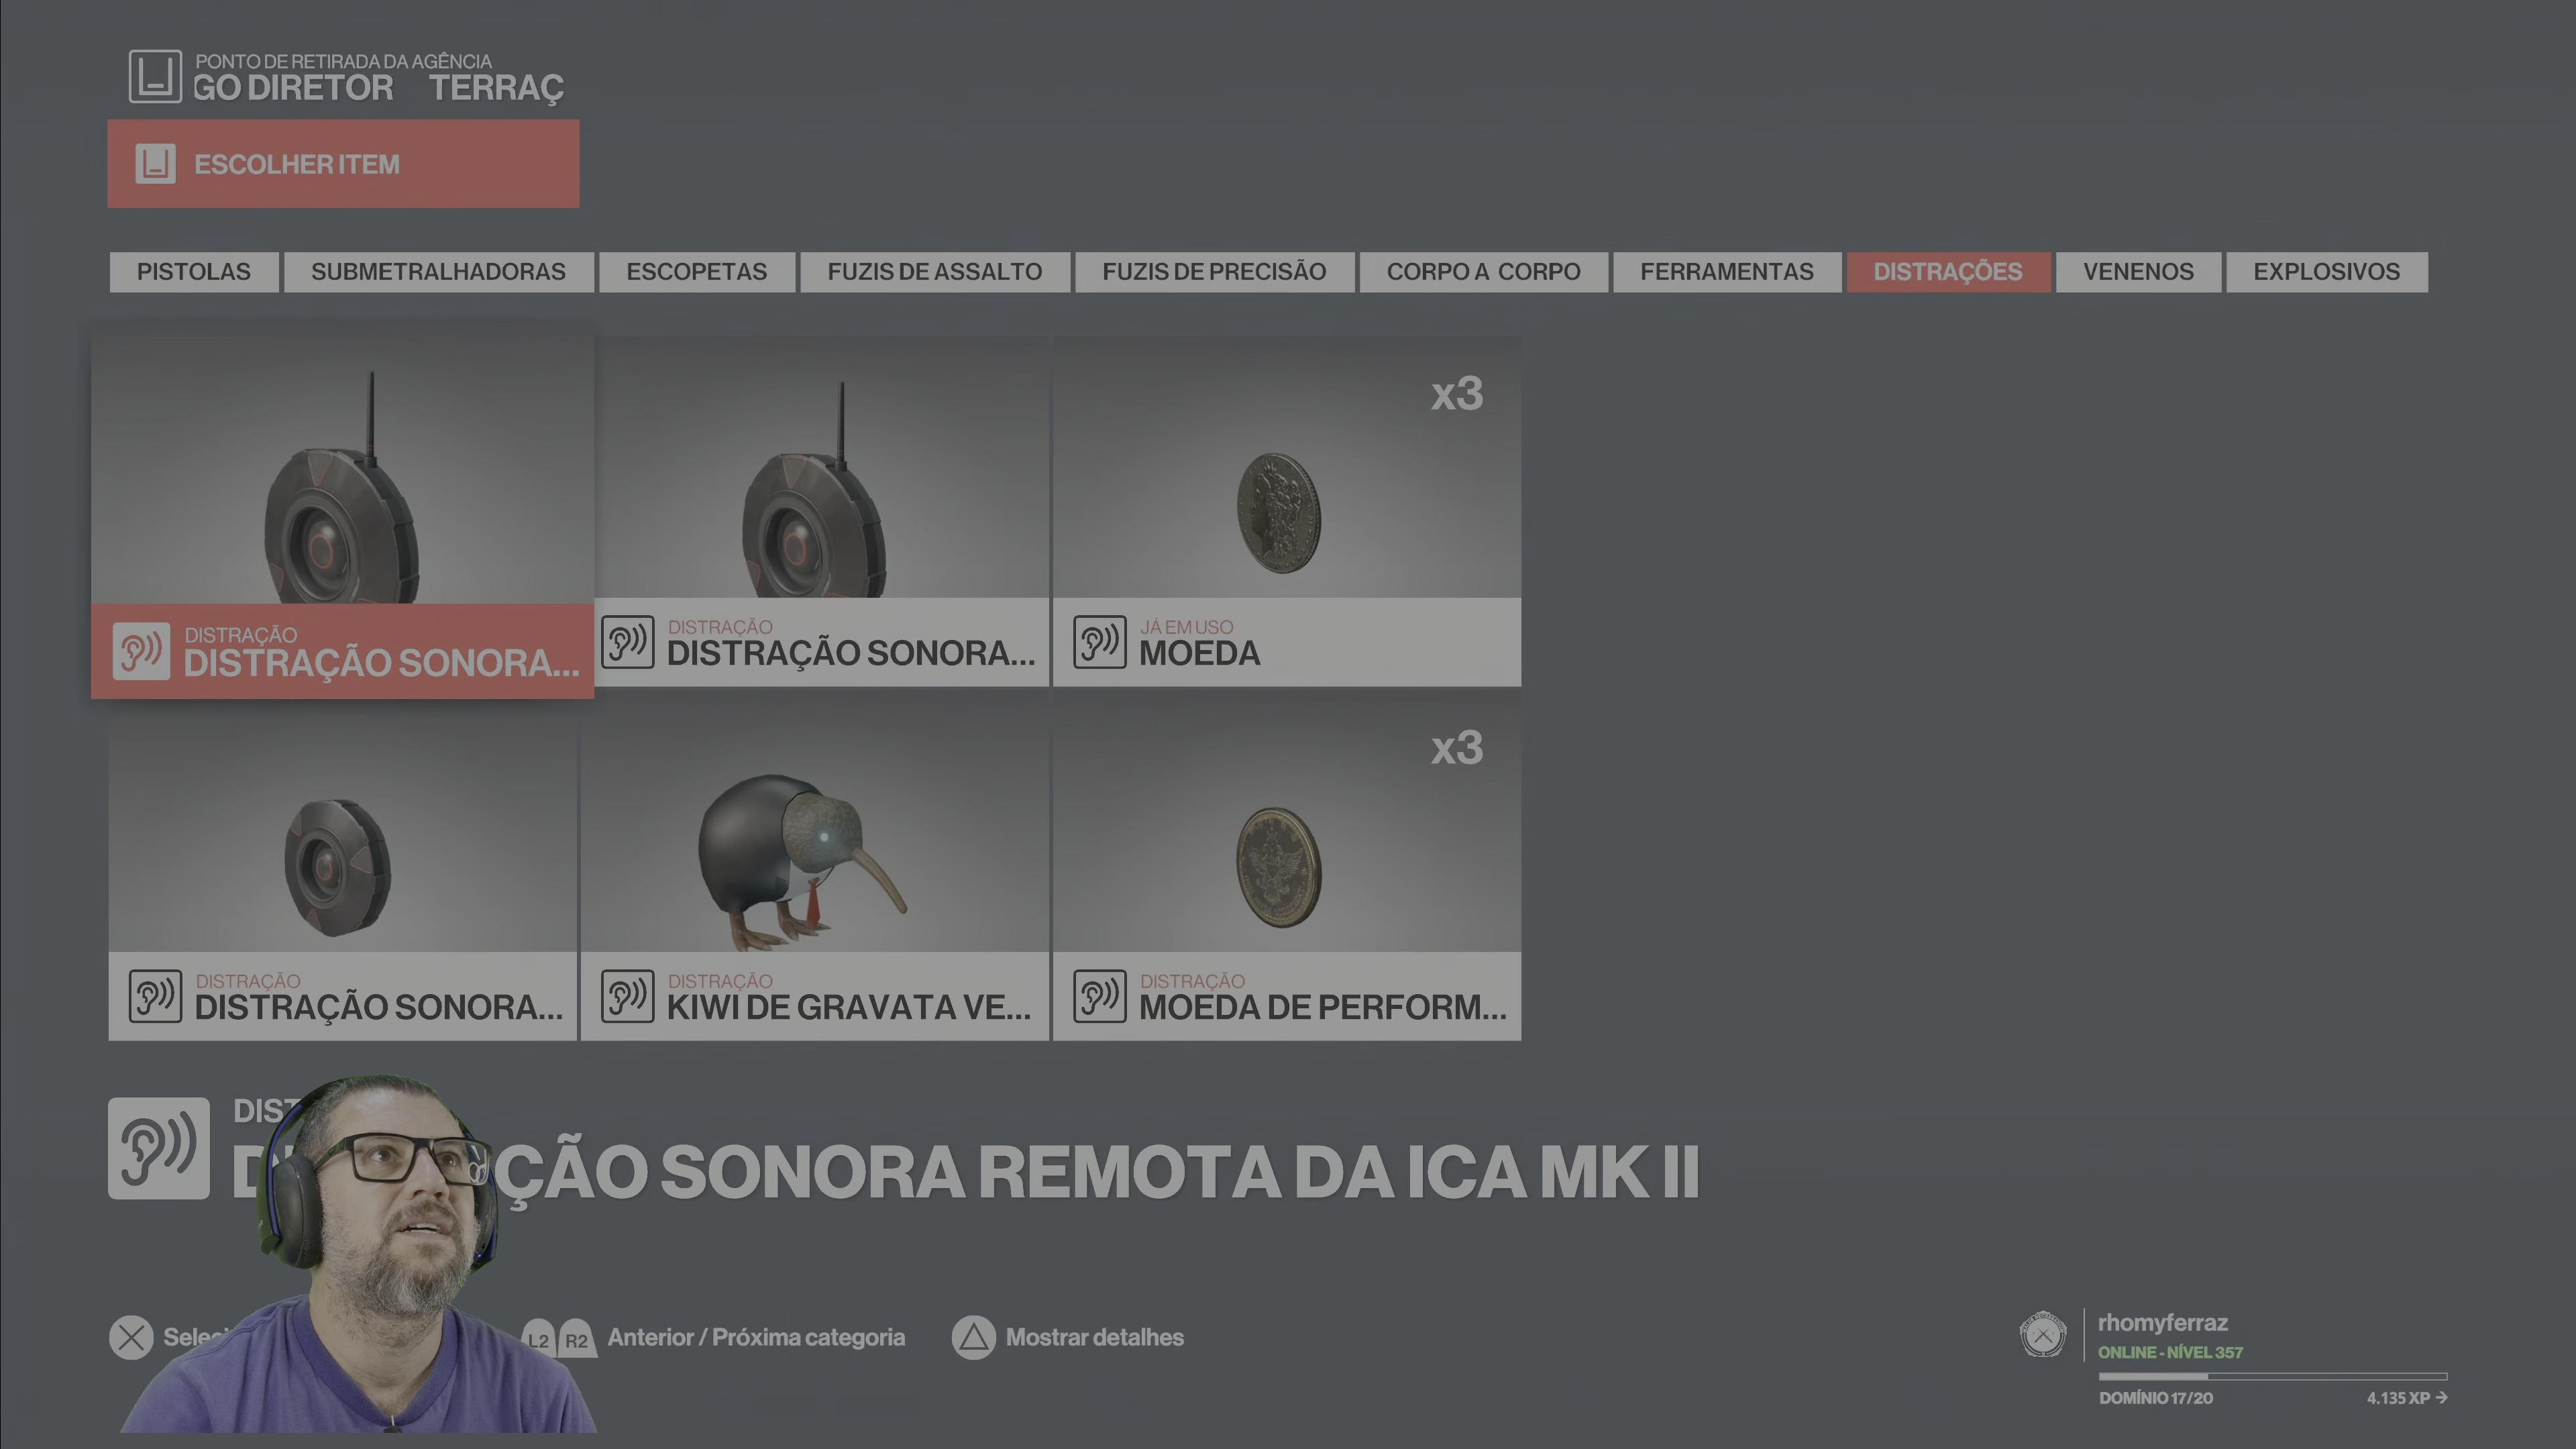 PONTO DE RETIRADA DA AGÊNCIA
GO DIRETOR TERRAÇ
ESCOLHER ITEM
PISTOLAS
SUBMETRALHADORAS
ESCOPETAS
FUZIS DE ASSALTO
FUZIS DE PRECISÃO
CORPO A CORPO
FERRAMENTAS
DISTRAÇÕES
VENENOS
EXPLOSIVOS
DISTRAÇÃO
DISTRAÇÃO SONORA...
DISTRAÇÃO
DISTRAÇÃO SONORA...
x3
JÁ EM USO
MOEDA
DISTRAÇÃO
DISTRAÇÃO SONORA...
DISTRAÇÃO
KIWI DE GRAVATA VE...
x3
DISTRAÇÃO
MOEDA DE PERFORM...
ÇÃO SONORA REMOTA DA ICA MK II
L2 R2 Anterior / Próxima categoria
Mostrar detalhes
rhomyferraz
ONLINE - NÍVEL 357
DOMÍNIO 17/20
4.135 XP →